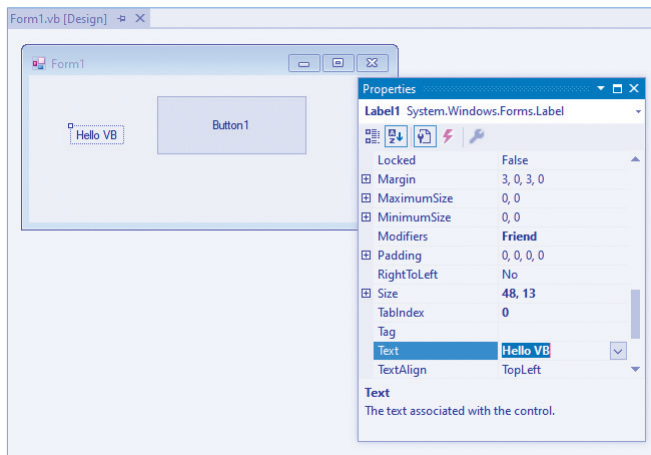 Form1.vb [Design]
Form1
Hello VB
Button1
Properties
Label1 System.Windows.Forms.Label
Locked False
Margin 3, 0, 3, 0
MaximumSize 0, 0
MinimumSize 0, 0
Modifiers Friend
Padding 0, 0, 0, 0
RightToLeft No
Size 48, 13
TabIndex 0
Tag
Text Hello VB
TextAlign TopLeft
Text
The text associated with the control.